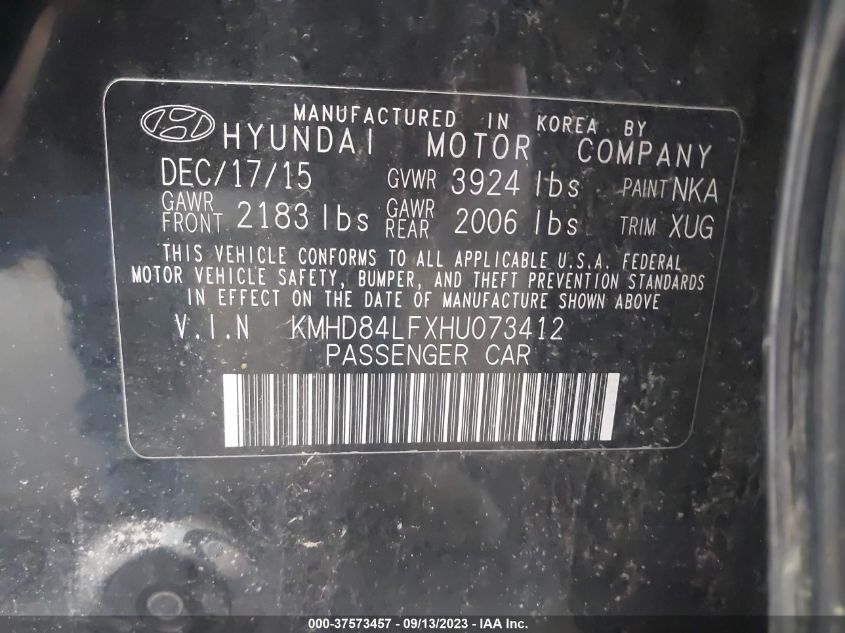 MANUFACTURED IN KOREA BY
HYUNDAI MOTOR COMPANY
DEC/17/15 GVWR 3924 lbs PAINT NKA
GAWR FRONT 2183 lbs GAWR REAR 2006 lbs TRIM XUG
THIS VEHICLE CONFORMS TO ALL APPLICABLE U.S.A. FEDERAL
MOTOR VEHICLE SAFETY, BUMPER, AND THEFT PREVENTION STANDARDS
IN EFFECT ON THE DATE OF MANUFACTURE SHOWN ABOVE
V.I.N KMHD84LFXHU073412
PASSENGER CAR
000-37573457 - 09/13/2023 - IAA Inc.